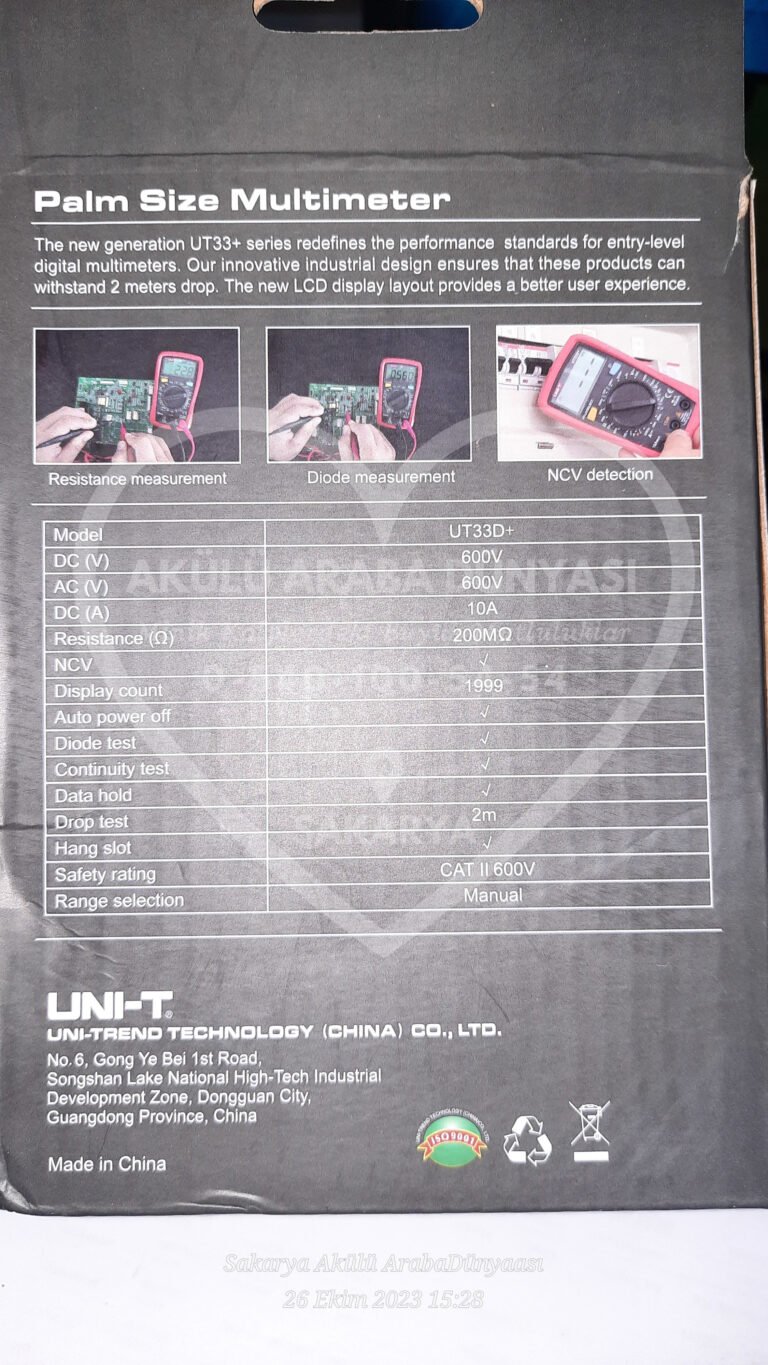 Palm Size Multimeter
The new generation UT33+ series redefines the performance standards for entry-level
digital multimeters. Our innovative industrial design ensures that these products can
withstand 2 meters drop. The new LCD display layout provides a better user experience.
Resistance measurement
Diode measurement
NCV detection
Model UT33D+
DC (V) 600V
AC (V) 600V
DC (A) 10A
Resistance (Ω) 200MΩ
NCV √
Display count 1999
Auto power off √
Diode test √
Continuity test √
Data hold √
Drop test 2m
Hang slot √
Safety rating CAT II 600V
Range selection Manual
AKÜLÜ ARABA DÜNYASI
SAKARYA
UNI-T®
UNI-TREND TECHNOLOGY (CHINA) CO., LTD.
No.6, Gong Ye Bei 1st Road,
Songshan Lake National High-Tech Industrial
Development Zone, Dongguan City,
Guangdong Province, China
ISO 9001
Made in China
Sakarya Akülü ArabaDünyaası
26 Ekim 2023 15:28